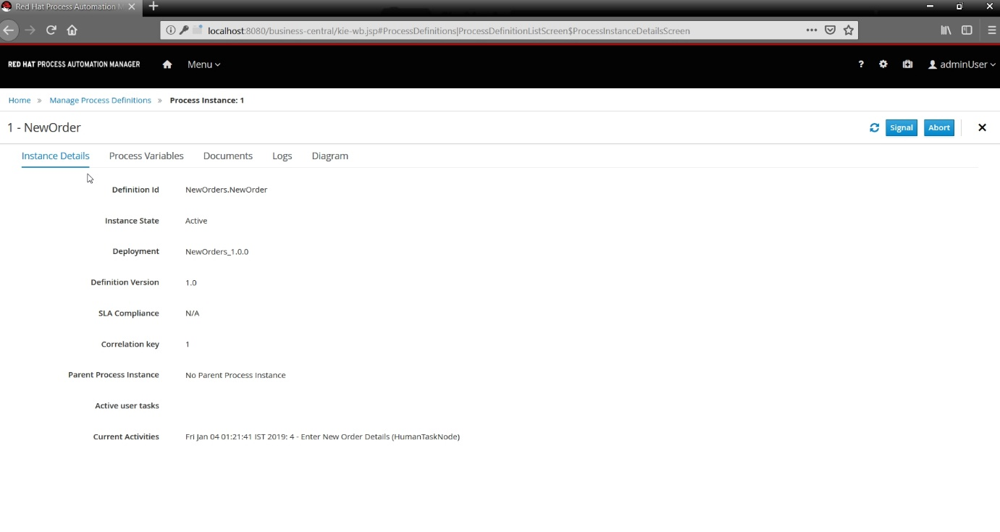 Red Hat Process Automation M
localhost:8080/business-central/kie-wb.jsp#ProcessDefinitions|ProcessDefinitionListScreen$ProcessInstanceDetailsScreen
RED HAT PROCESS AUTOMATION MANAGER
Menu
? adminUser
Home » Manage Process Definitions » Process Instance: 1
1 - NewOrder
Signal Abort
Instance Details Process Variables Documents Logs Diagram
Definition Id NewOrders.NewOrder
Instance State Active
Deployment NewOrders_1.0.0
Definition Version 1.0
SLA Compliance N/A
Correlation key 1
Parent Process Instance No Parent Process Instance
Active user tasks
Current Activities Fri Jan 04 01:21:41 IST 2019: 4 - Enter New Order Details (HumanTaskNode)